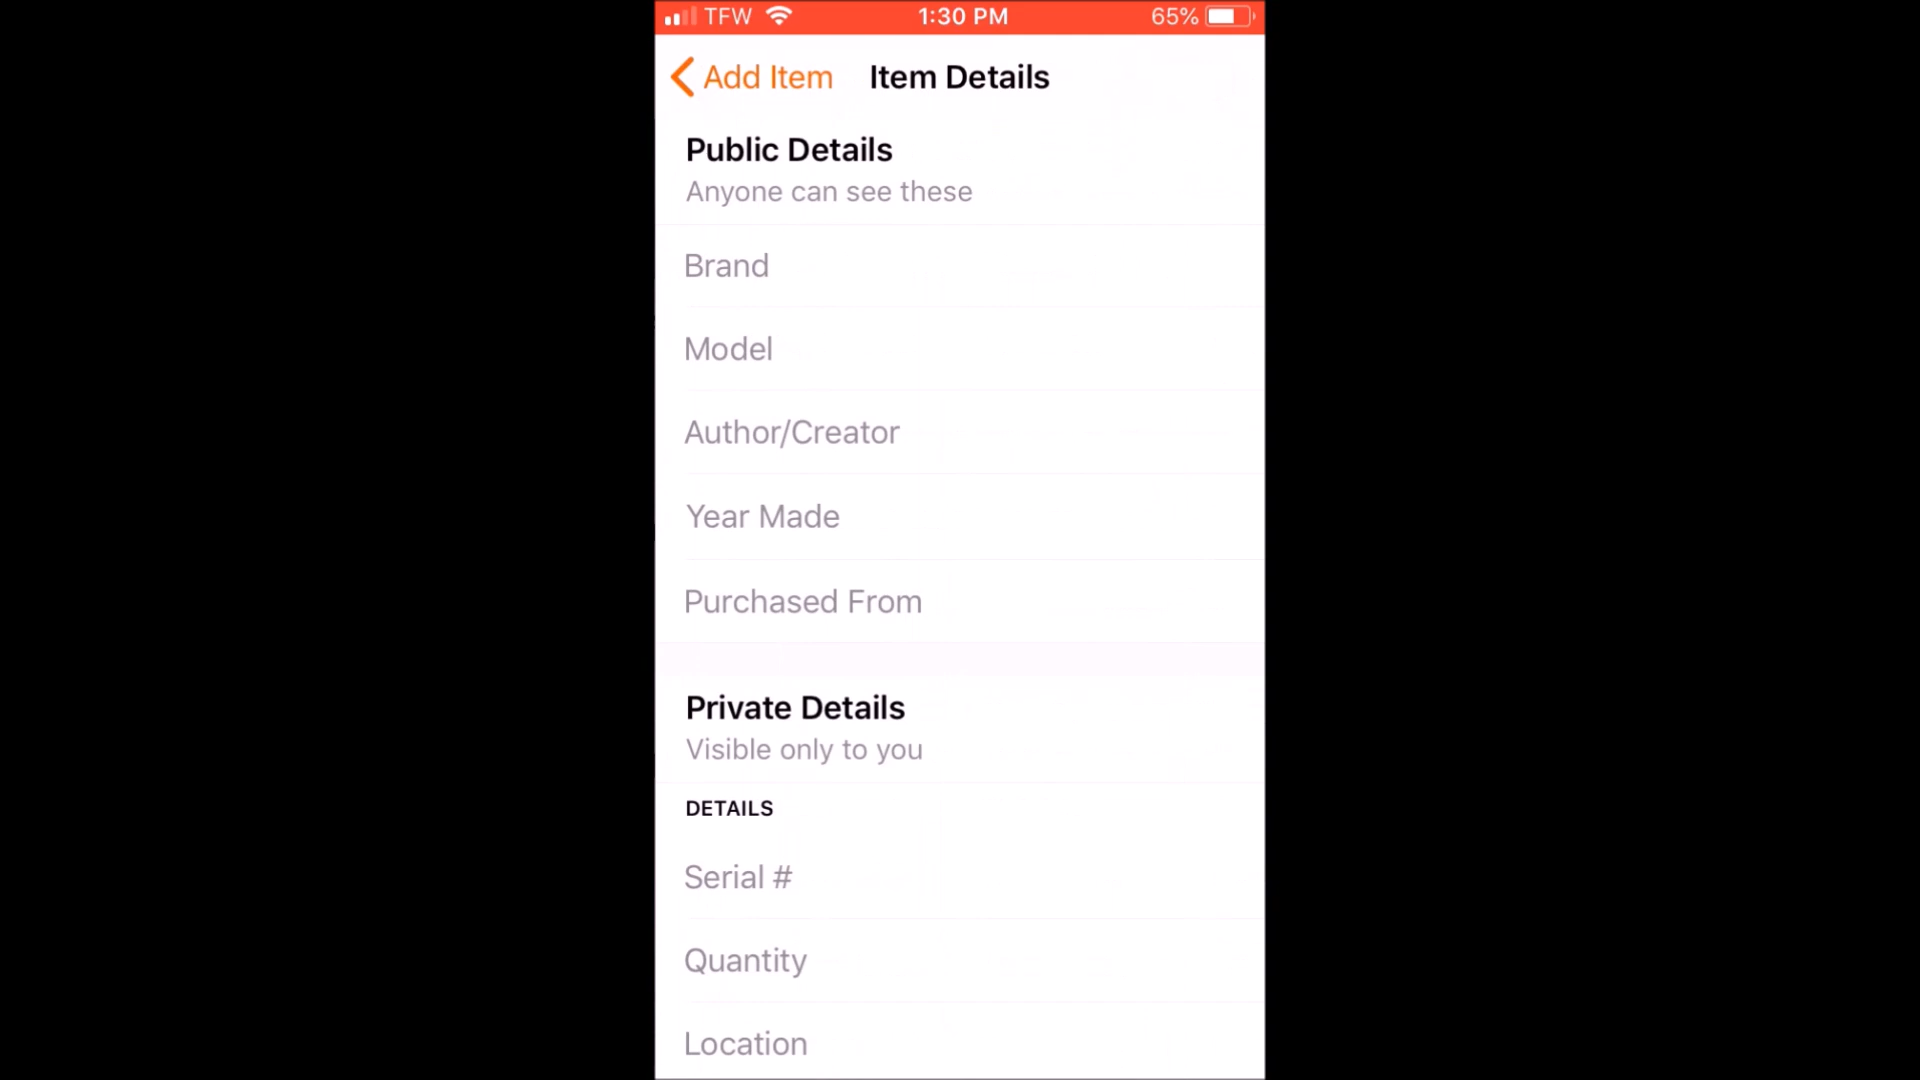 TFW 1:30 PM 65%
Add Item Item Details
Public Details
Anyone can see these
Brand
Model
Author/Creator
Year Made
Purchased From
Private Details
Visible only to you
DETAILS
Serial #
Quantity
Location